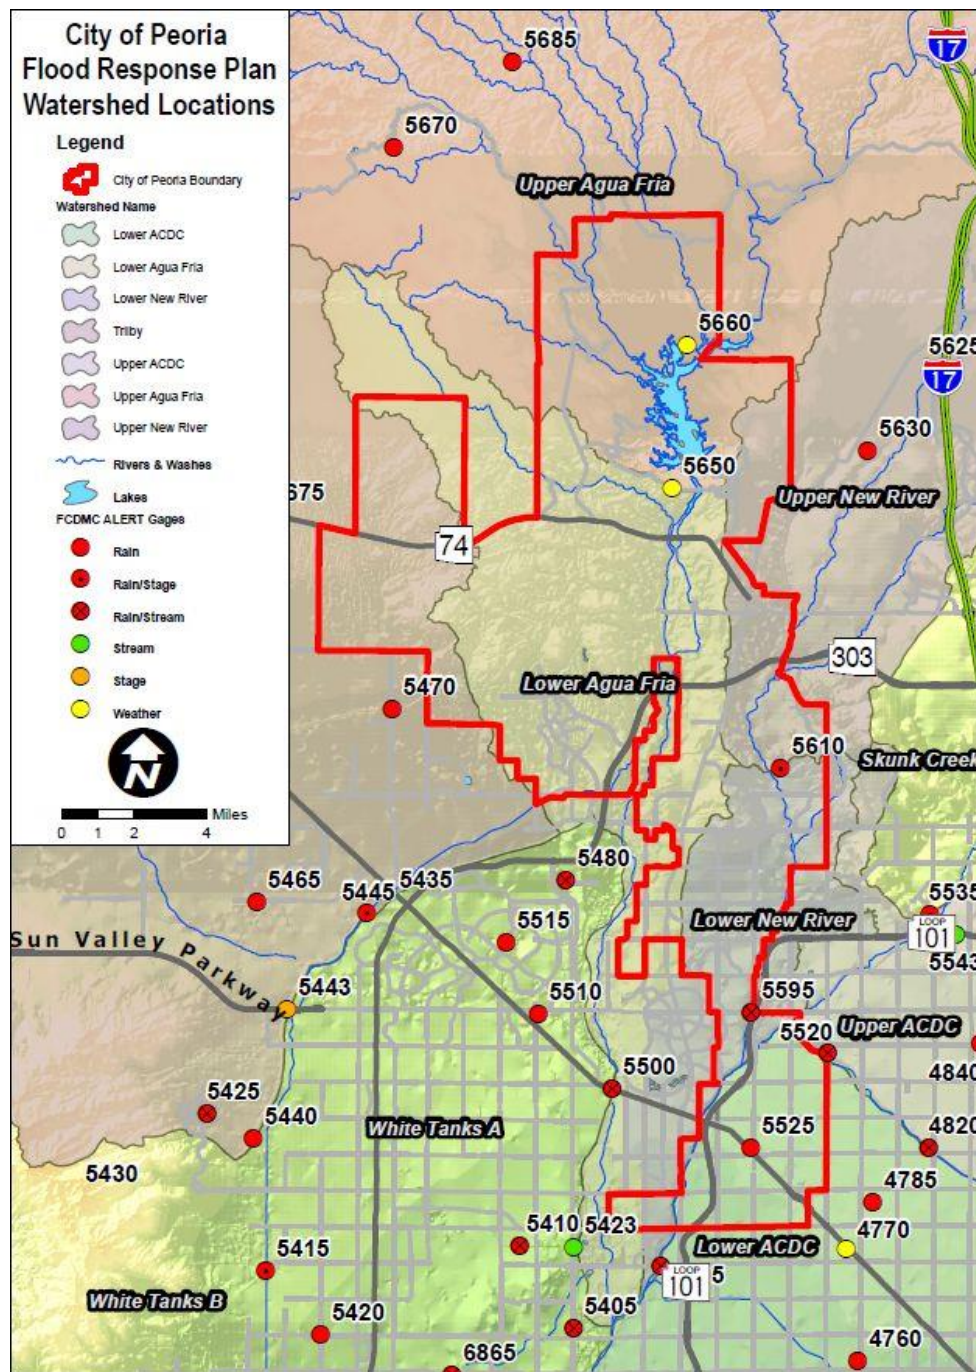 City of Peoria
Flood Response Plan
Watershed Locations
Legend
City of Peoria Boundary
Watershed Name
Lower ACDC
Lower Agua Fria
Lower New River
Trilby
Upper ACDC
Upper Agua Fria
Upper New River
Rivers & Washes
Lakes
FCDMC ALERT Gages
Rain
Rain/Stage
Rain/Stream
Stream
Stage
Weather
N
Miles
0 1 2 4
17
5685
5670
Upper Agua Fria
5660
5625
17
5630
5650
675
Upper New River
74
303
Lower Agua Fria
5470
5610
Skunk Creek
5480
5465
5445
5435
5535
Lower New River
LOOP
101
5515
Sun Valley Parkway
5543
5443
5510
5595
5520
Upper ACDC
5500
4840
5425
5440
White Tanks A
5525
4820
5430
4785
5410
5423
4770
Lower ACDC
5415
LOOP
101
5
White Tanks B
5405
5420
6865
4760